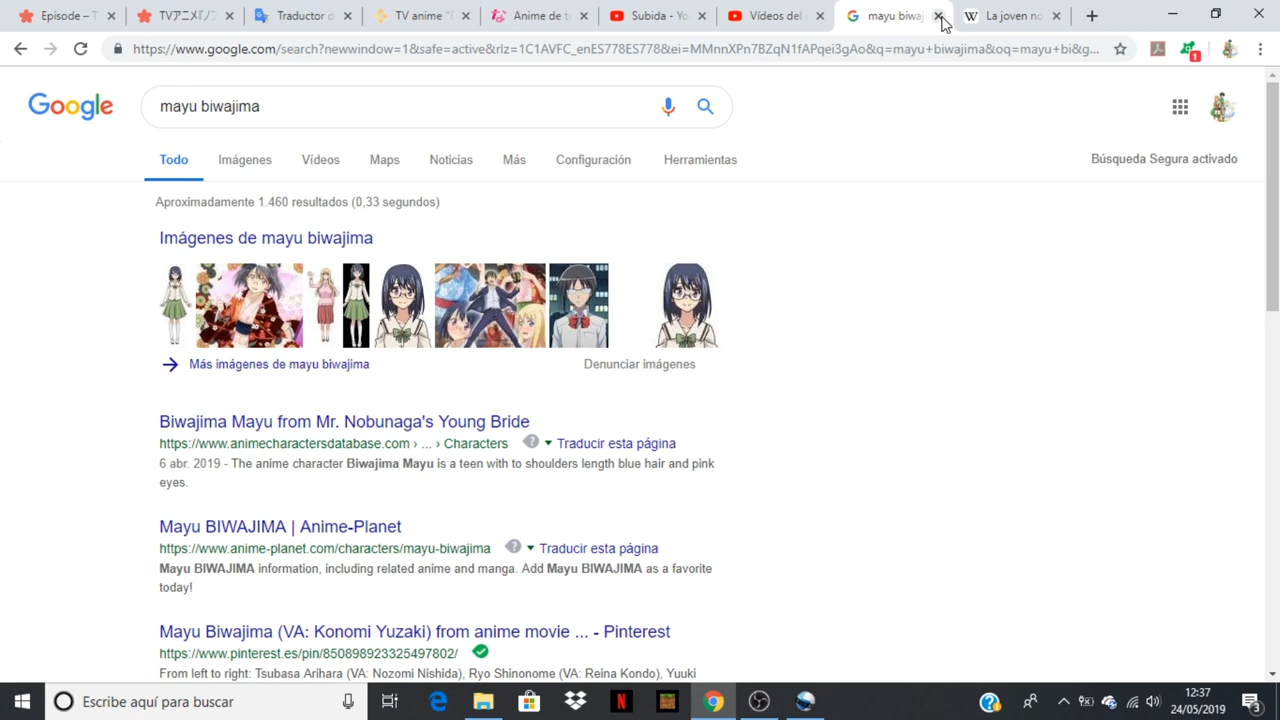 Episode – T
TVアニメ『ノブ
Traductor d
TV anime "
Anime de te
Subida - Yo
Vídeos del
mayu biwaj
La joven no
https://www.google.com/search?newwindow=1&safe=active&rlz=1C1AVFC_enES778ES778&ei=MMnnXPn7BZqN1fAPqei3gAo&q=mayu+biwajima&oq=mayu+bi&g...
1
Google
mayu biwajima
Todo Imágenes Vídeos Maps Noticias Más Configuración Herramientas
Búsqueda Segura activado
Aproximadamente 1.460 resultados (0,33 segundos)
Imágenes de mayu biwajima
Más imágenes de mayu biwajima
Denunciar imágenes
Biwajima Mayu from Mr. Nobunaga's Young Bride
https://www.animecharactersdatabase.com › ... › Characters
Traducir esta página
6 abr. 2019 - The anime character Biwajima Mayu is a teen with to shoulders length blue hair and pink
eyes.
Mayu BIWAJIMA | Anime-Planet
https://www.anime-planet.com/characters/mayu-biwajima
Traducir esta página
Mayu BIWAJIMA information, including related anime and manga. Add Mayu BIWAJIMA as a favorite
today!
Mayu Biwajima (VA: Konomi Yuzaki) from anime movie ... - Pinterest
https://www.pinterest.es/pin/850898923325497802/
From left to right: Tsubasa Arihara (VA: Nozomi Nishida), Ryo Shinonome (VA: Reina Kondo), Yuuki
Escribe aquí para buscar
12:37
24/05/2019
3